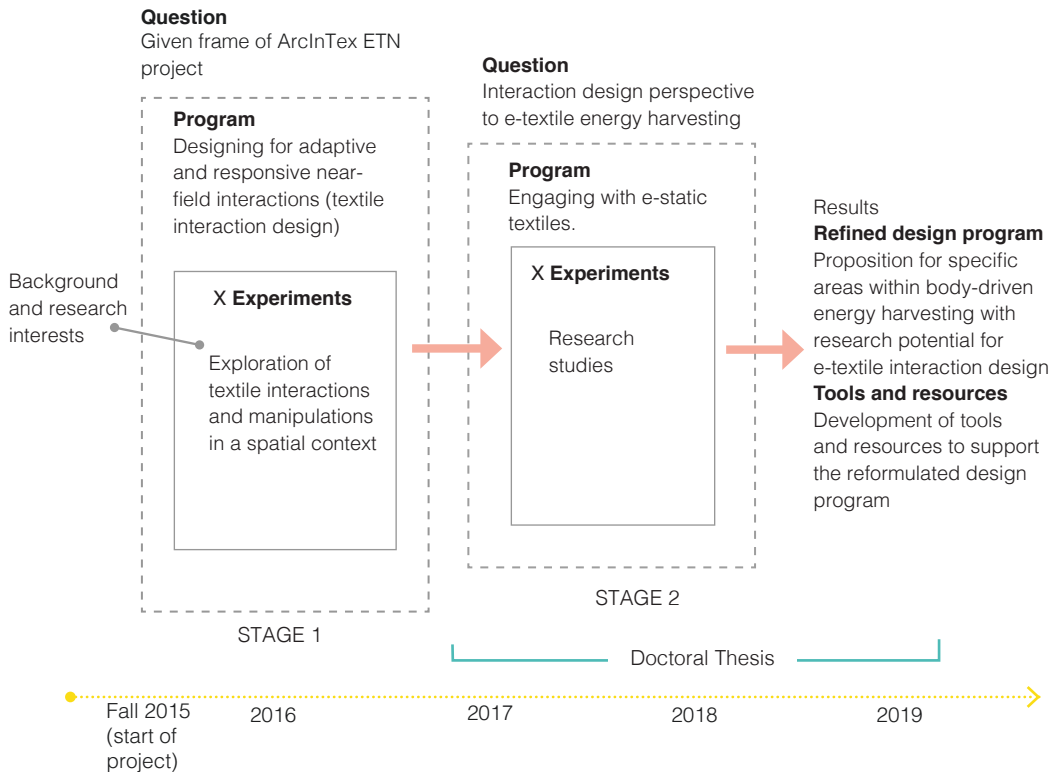 Question
Given frame of ArcInTex ETN
project
Program
Designing for adaptive
and responsive near-
field interactions (textile
interaction design)
Background
and research
interests
X Experiments
Exploration of
textile interactions
and manipulations
in a spatial context
STAGE 1
Question
Interaction design perspective
to e-textile energy harvesting
Program
Engaging with e-static
textiles.
X Experiments
Research
studies
STAGE 2
Results
Refined design program
Proposition for specific
areas within body-driven
energy harvesting with
research potential for
e-textile interaction design
Tools and resources
Development of tools
and resources to support
the reformulated design
program
Doctoral Thesis
Fall 2015
(start of
project)
2016
2017
2018
2019